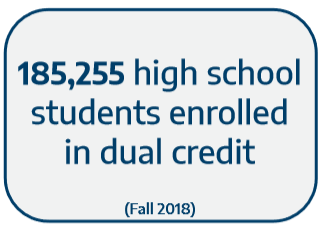 185,255 high school
students enrolled
in dual credit
(Fall 2018)